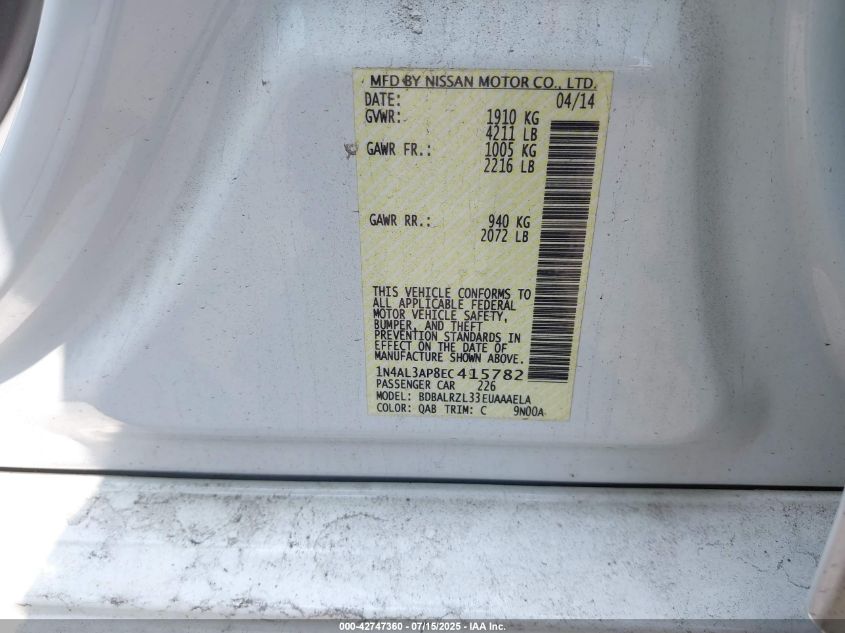 MFD BY NISSAN MOTOR CO., LTD.
DATE: 04/14
GVWR: 1910 KG
4211 LB
GAWR FR.: 1005 KG
2216 LB
GAWR RR.: 940 KG
2072 LB
THIS VEHICLE CONFORMS TO
ALL APPLICABLE FEDERAL
MOTOR VEHICLE SAFETY,
BUMPER, AND THEFT
PREVENTION STANDARDS IN
EFFECT ON THE DATE OF
MANUFACTURE SHOWN ABOVE.
1N4AL3AP8EC415782
PASSENGER CAR 226
MODEL: BDBALRZL33EUAAAELA
COLOR: QAB TRIM: C 9N00A
000-42747360 - 07/15/2025 - IAA Inc.